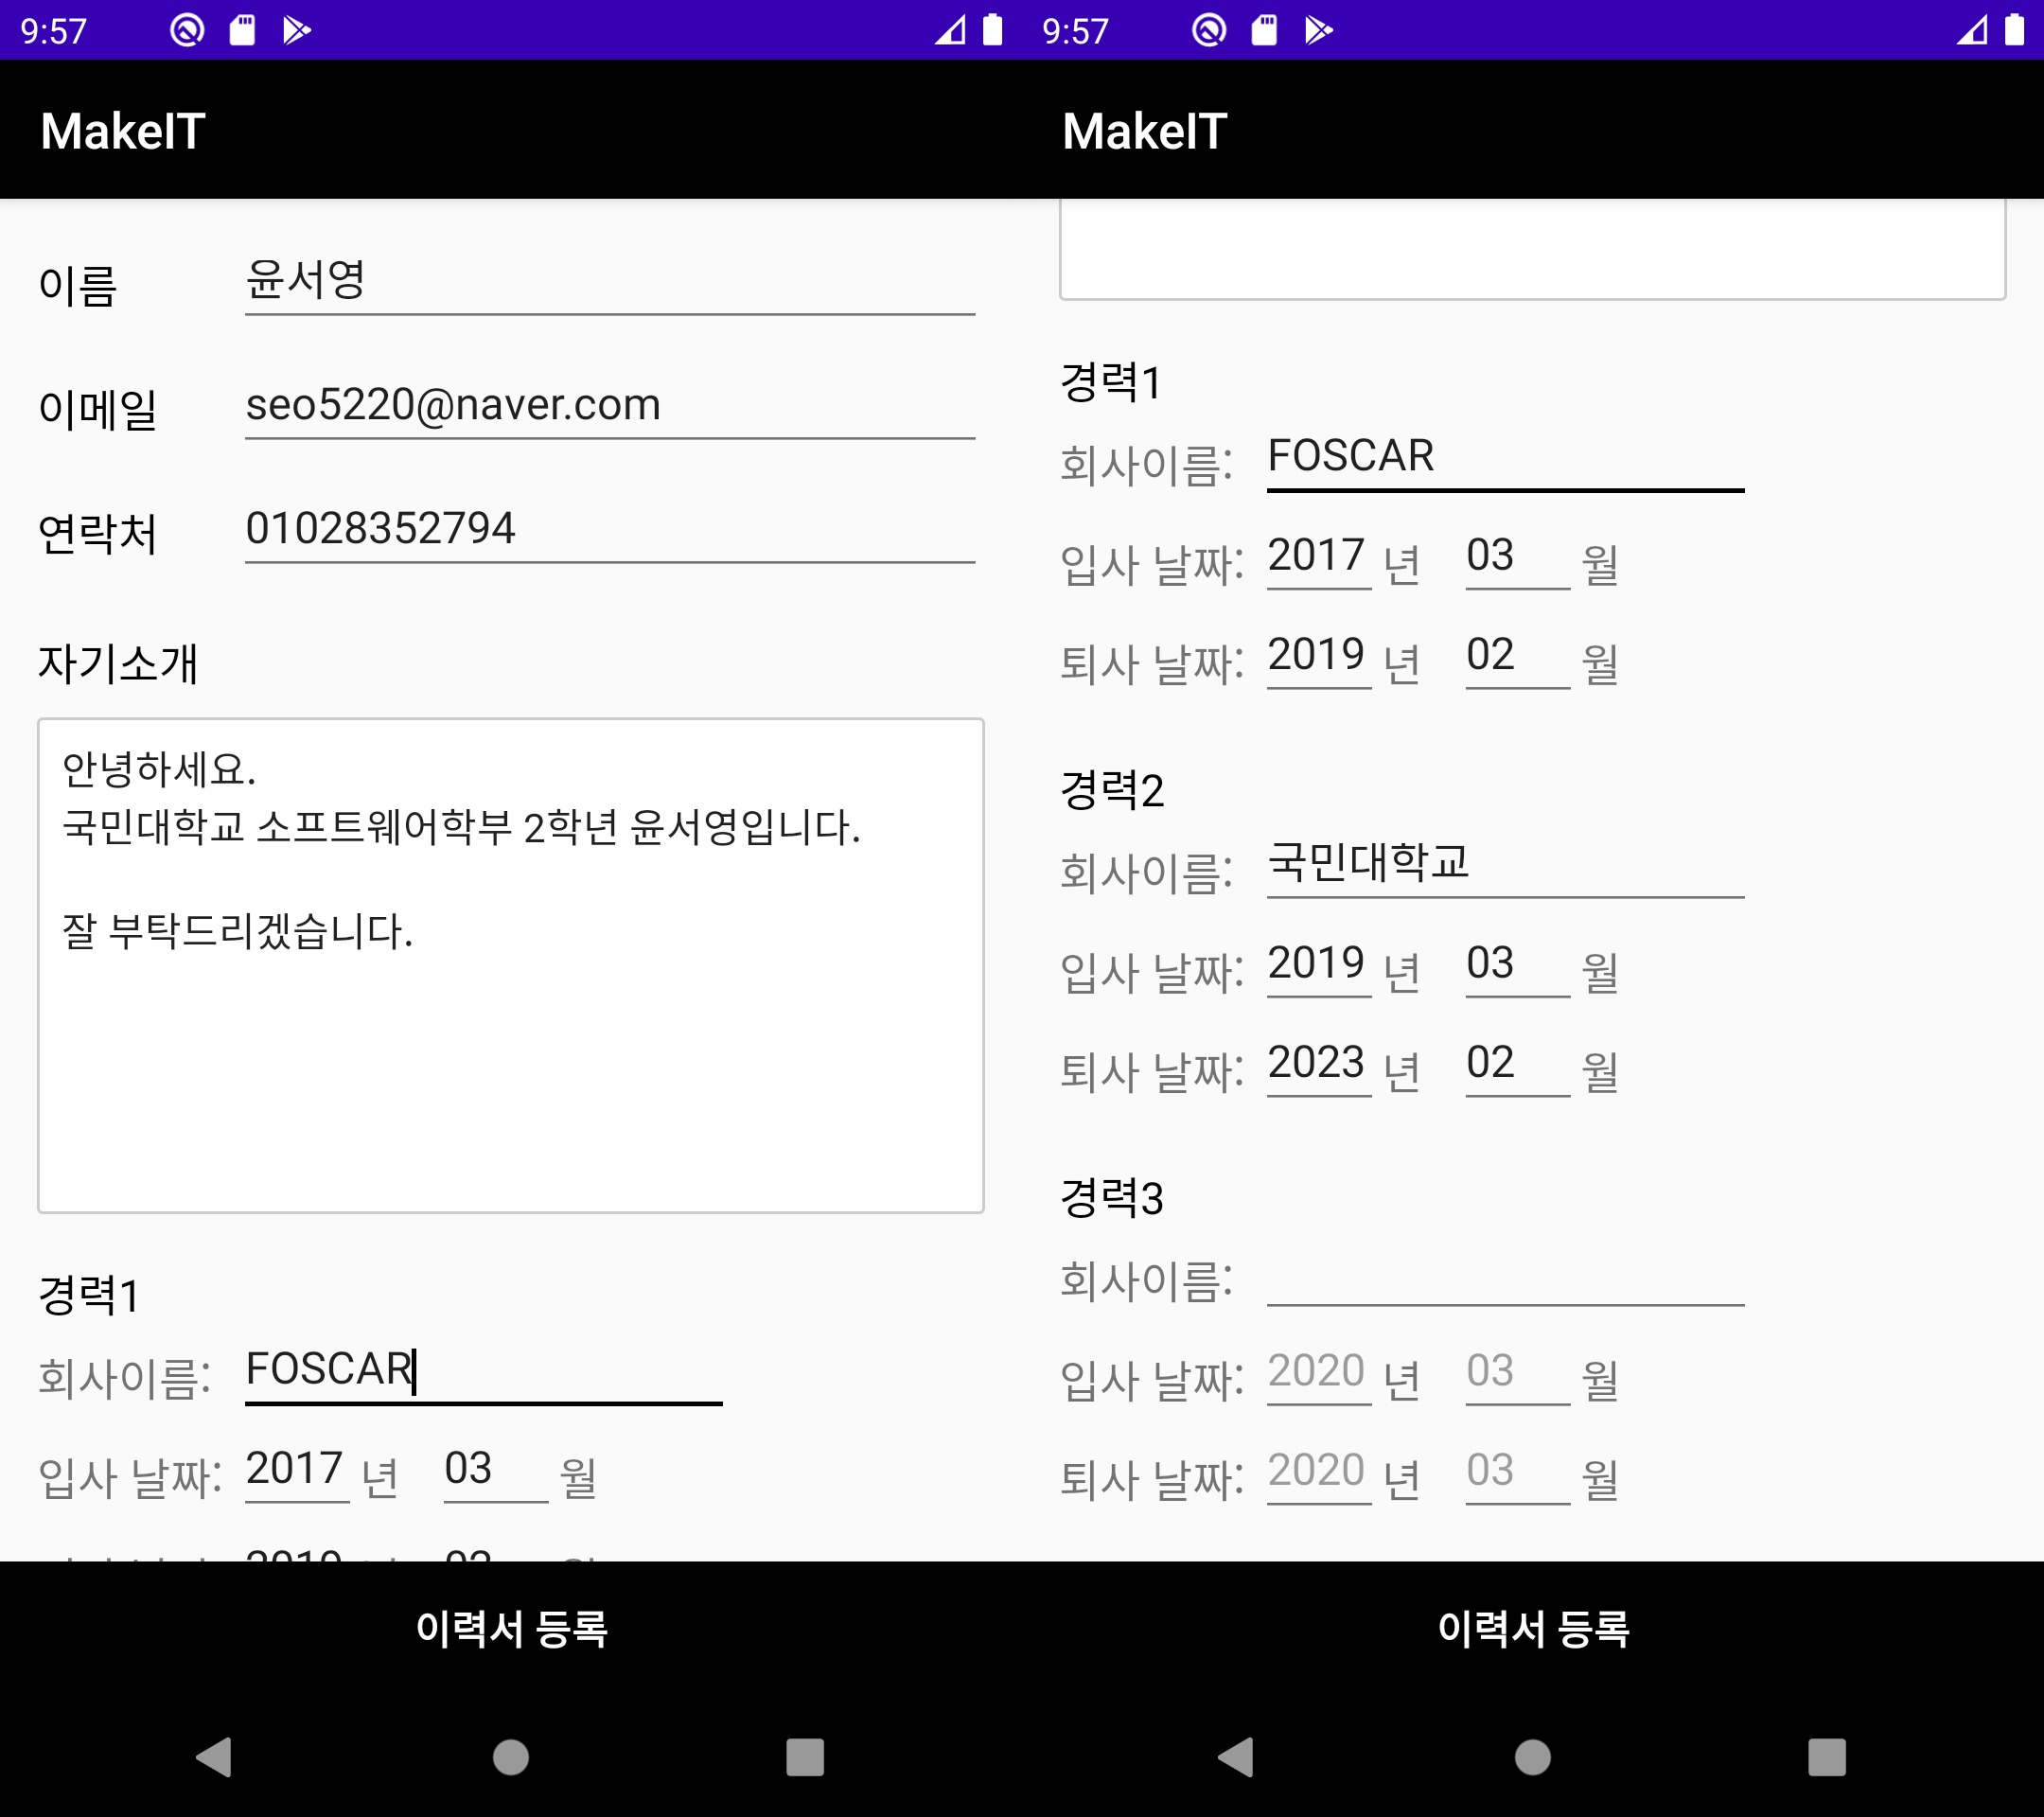 9:57
MakeIT
이름 윤서영
이메일 seo5220@naver.com
연락처 01028352794
자기소개
안녕하세요.
국민대학교 소프트웨어학부 2학년 윤서영입니다.
잘 부탁드리겠습니다.
경력1
회사이름: FOSCAR
입사 날짜: 2017 년 03 월
이력서 등록
9:57
MakeIT
경력1
회사이름: FOSCAR
입사 날짜: 2017 년 03 월
퇴사 날짜: 2019 년 02 월
경력2
회사이름: 국민대학교
입사 날짜: 2019 년 03 월
퇴사 날짜: 2023 년 02 월
경력3
회사이름:
입사 날짜: 2020 년 03 월
퇴사 날짜: 2020 년 03 월
이력서 등록